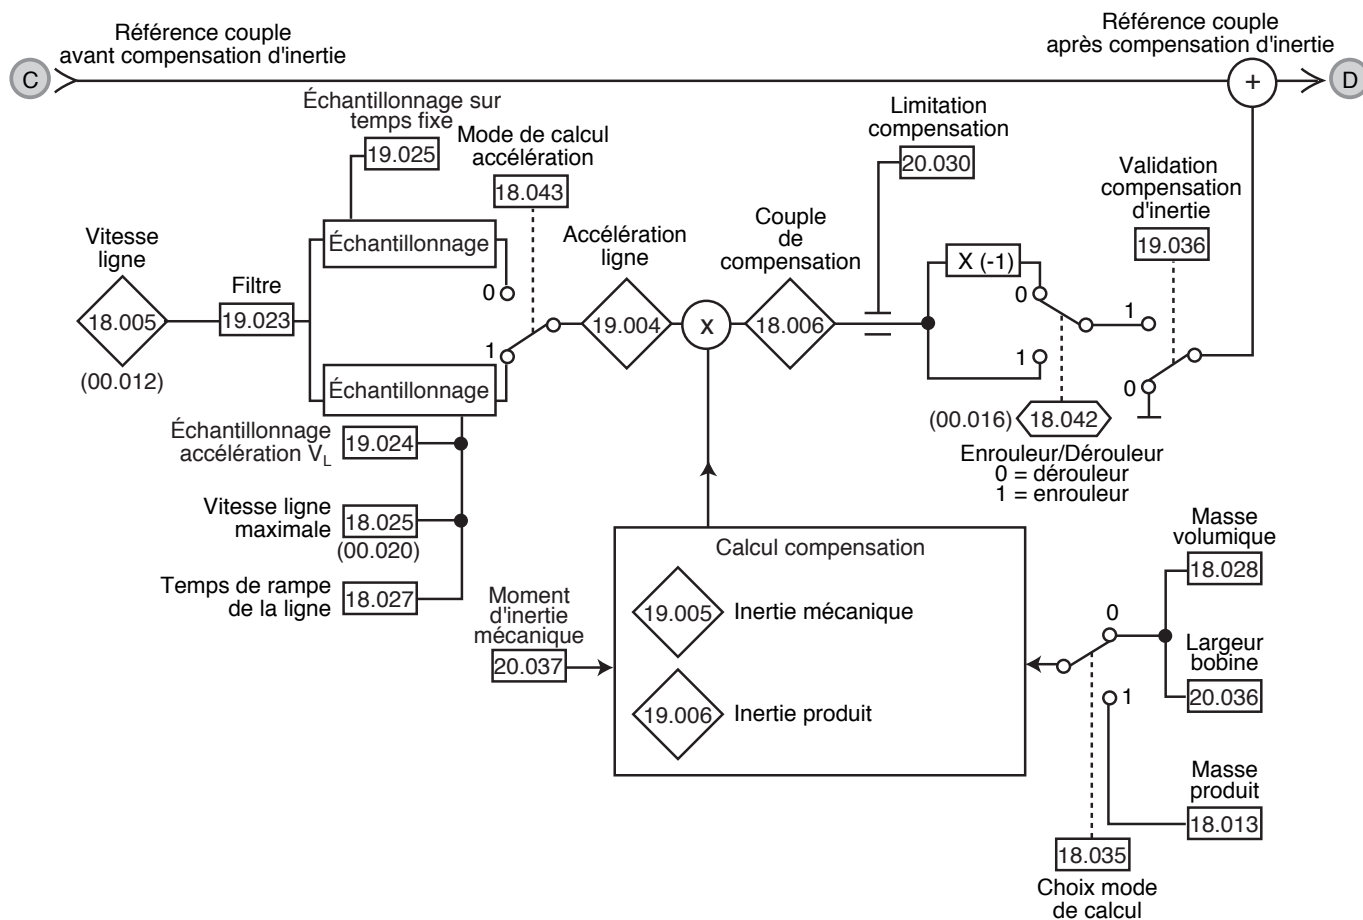 Référence couple
avant compensation d'inertie
Référence couple
après compensation d'inertie
C
+
D
Échantillonnage sur
temps fixe
19.025
Mode de calcul
accélération
18.043
Limitation
compensation
20.030
Validation
compensation
d'inertie
19.036
Vitesse
ligne
18.005
(00.012)
Filtre
19.023
Échantillonnage
0
1
Échantillonnage
Accélération
ligne
19.004
x
Couple
de
compensation
18.006
X (-1)
0
1
1
0
(00.016)
18.042
Enrouleur/Dérouleur
0 = dérouleur
1 = enrouleur
Échantillonnage
accélération VL
19.024
Vitesse ligne
maximale
18.025
(00.020)
Temps de rampe
de la ligne
18.027
Moment
d'inertie
mécanique
20.037
Calcul compensation
19.005
Inertie mécanique
19.006
Inertie produit
0
1
Masse
volumique
18.028
Largeur
bobine
20.036
Masse
produit
18.013
18.035
Choix mode
de calcul